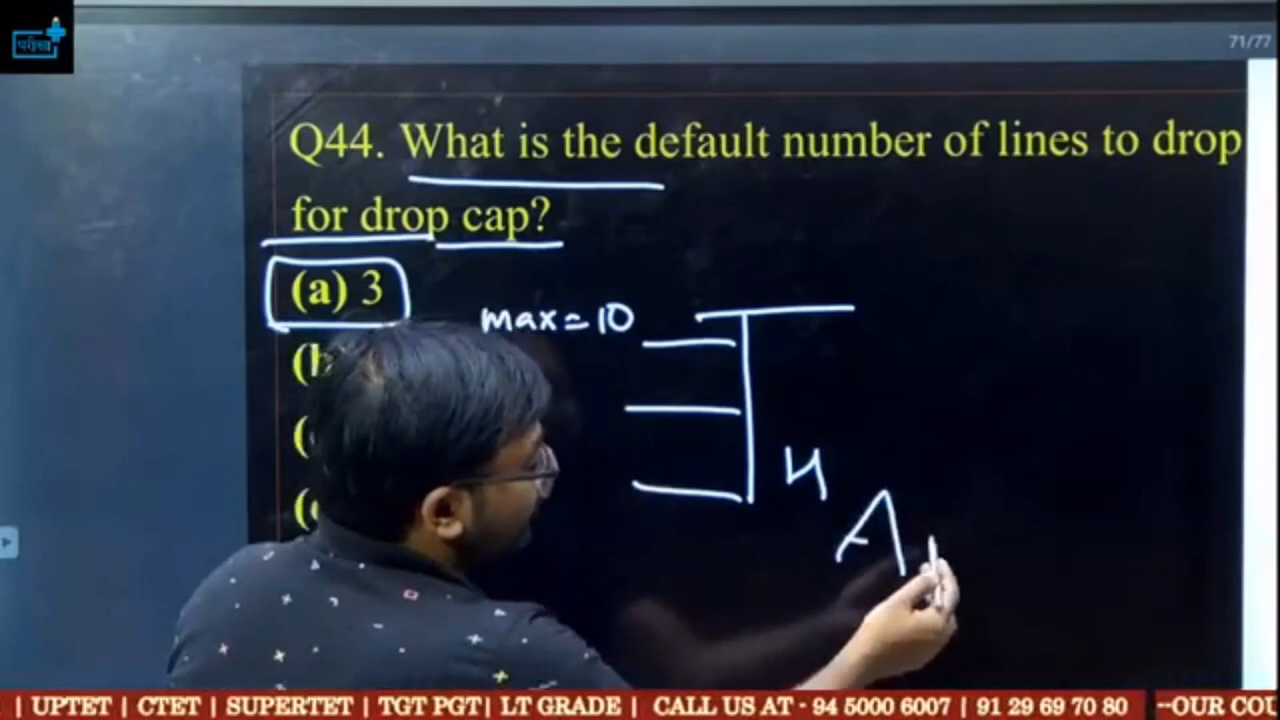 परीक्षा
71/77
Q44. What is the default number of lines to drop
for drop cap?
(a) 3
max = 10
(b
(
(
A
| UPTET | CTET | SUPERTET | TGT PGT | LT GRADE | CALL US AT - 94 5000 6007 | 91 29 69 70 80 --OUR COU